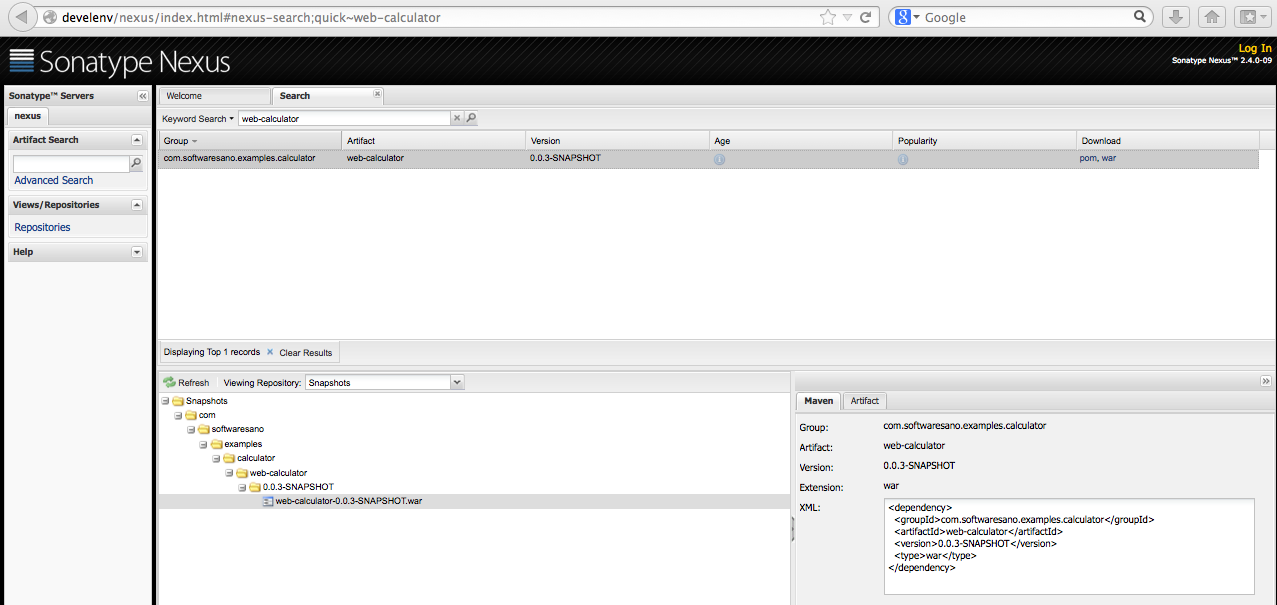 develenv/nexus/index.html#nexus-search;quick~web-calculator
Google
Sonatype Nexus
Log In
Sonatype Nexus™ 2.4.0-09
Sonatype™ Servers
nexus
Artifact Search
Advanced Search
Views/Repositories
Repositories
Help
Welcome
Search
Keyword Search
web-calculator
Group Artifact Version Age Popularity Download
com.softwaresano.examples.calculator web-calculator 0.0.3-SNAPSHOT pom, war
Displaying Top 1 records Clear Results
Refresh Viewing Repository: Snapshots
Snapshots
com
softwaresano
examples
calculator
web-calculator
0.0.3-SNAPSHOT
web-calculator-0.0.3-SNAPSHOT.war
Maven
Artifact
Group: com.softwaresano.examples.calculator
Artifact: web-calculator
Version: 0.0.3-SNAPSHOT
Extension: war
XML:
<dependency>
<groupId>com.softwaresano.examples.calculator</groupId>
<artifactId>web-calculator</artifactId>
<version>0.0.3-SNAPSHOT</version>
<type>war</type>
</dependency>